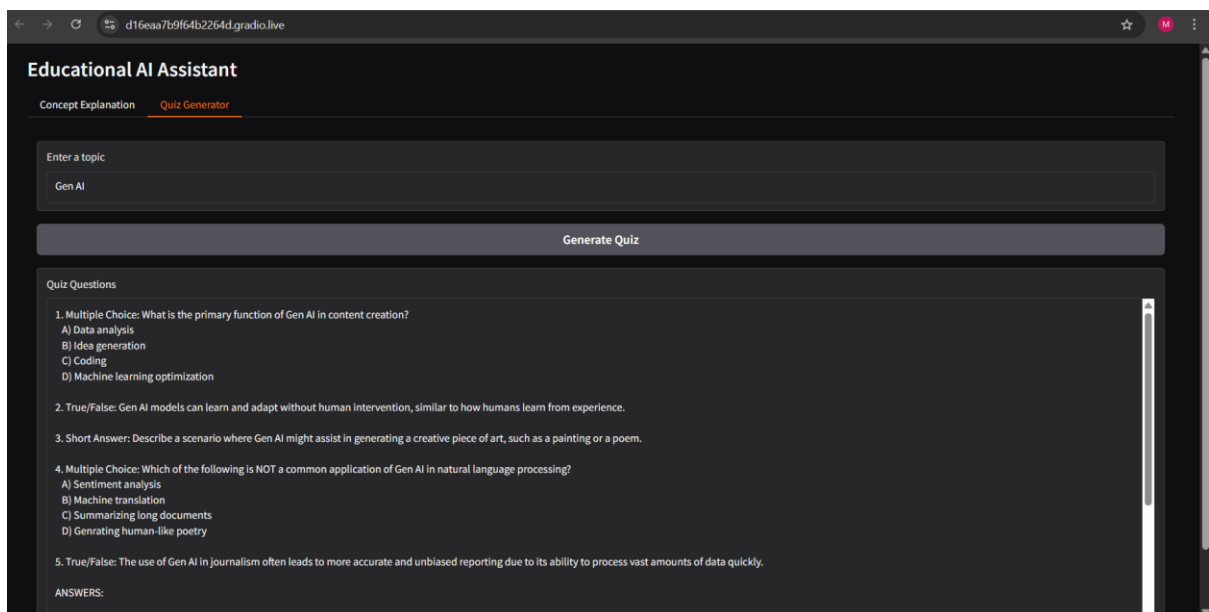 d16eaa7b9f64b2264d.gradio.live
M
Educational AI Assistant
Concept Explanation Quiz Generator
Enter a topic
Gen AI
Generate Quiz
Quiz Questions
1. Multiple Choice: What is the primary function of Gen AI in content creation?
A) Data analysis
B) Idea generation
C) Coding
D) Machine learning optimization
2. True/False: Gen AI models can learn and adapt without human intervention, similar to how humans learn from experience.
3. Short Answer: Describe a scenario where Gen AI might assist in generating a creative piece of art, such as a painting or a poem.
4. Multiple Choice: Which of the following is NOT a common application of Gen AI in natural language processing?
A) Sentiment analysis
B) Machine translation
C) Summarizing long documents
D) Genrating human-like poetry
5. True/False: The use of Gen AI in journalism often leads to more accurate and unbiased reporting due to its ability to process vast amounts of data quickly.
ANSWERS: